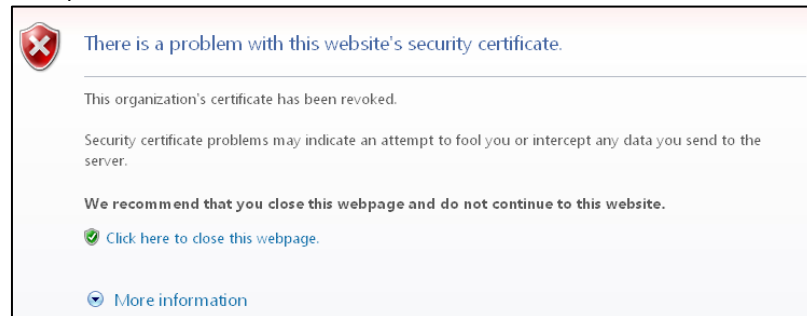 There is a problem with this website's security certificate.
This organization's certificate has been revoked.
Security certificate problems may indicate an attempt to fool you or intercept any data you send to the
server.
We recommend that you close this webpage and do not continue to this website.
Click here to close this webpage.
More information